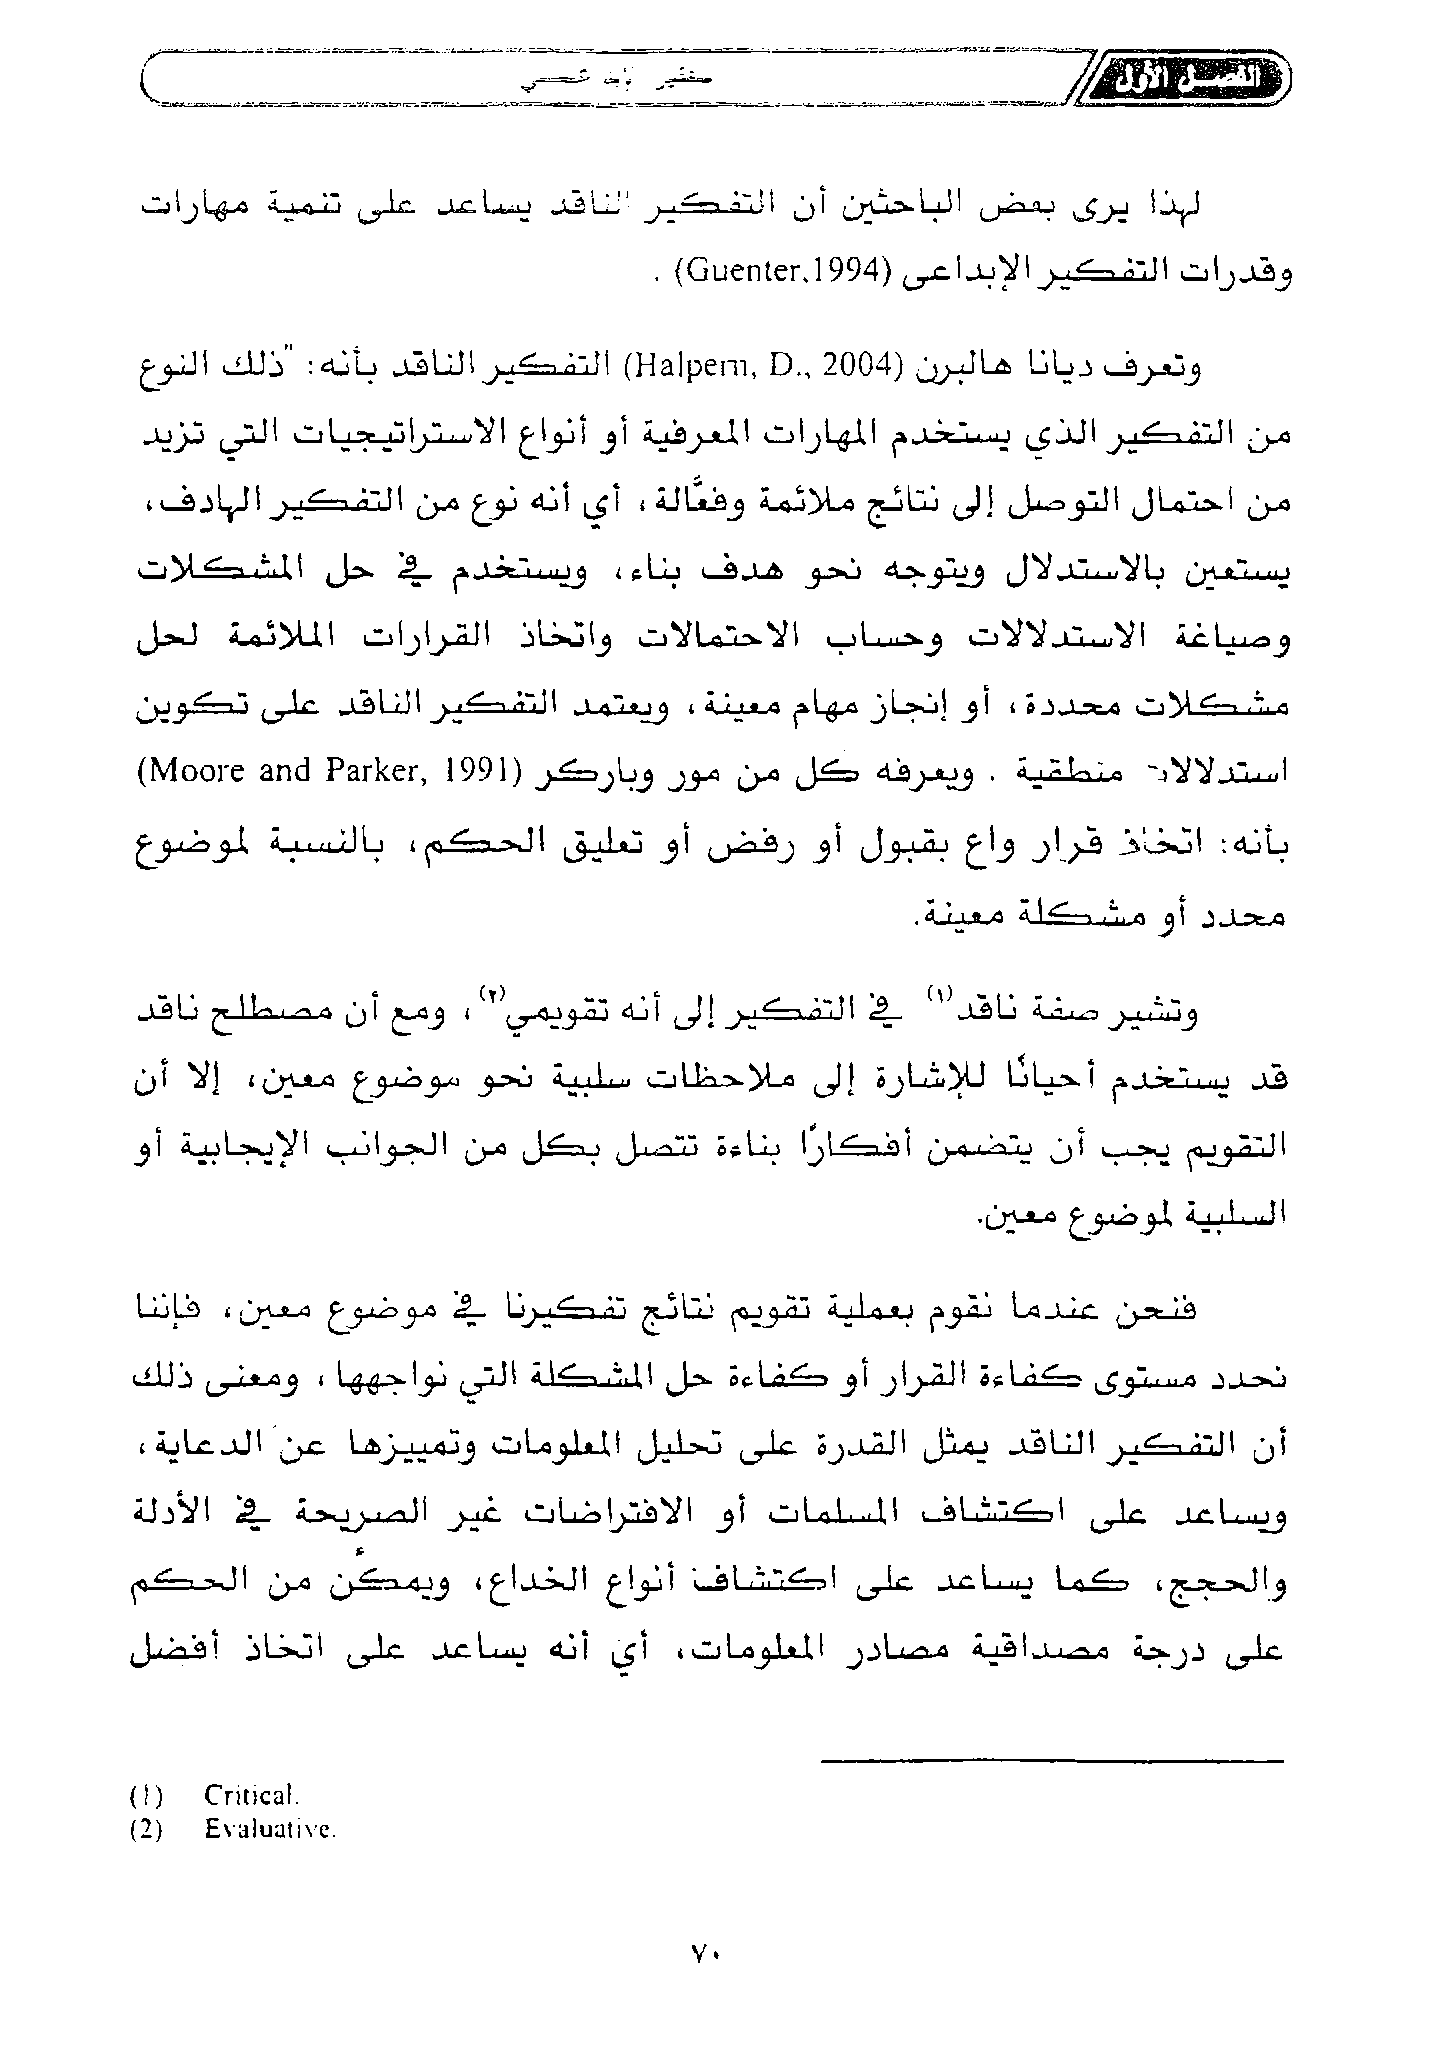 الفصل الأول
لهذا يرى بعض الباحثين أن التفكير الناقد يساعد على تنمية مهارات
وقدرات التفكير الإبداعى (Guenter,1994) .
وتعرف ديانا هالبرن (Halpern, D., 2004) التفكير الناقد بأنه: "ذلك النوع
من التفكير الذي يستخدم المهارات المعرفية أو أنواع الاستراتيجيات التي تزيد
من احتمال التوصل إلى نتائج ملائمة وفعَّالة، أي أنه نوع من التفكير الهادف،
يستعين بالاستدلال ويتوجه نحو هدف بناء، ويستخدم في حل المشكلات
وصياغة الاستدلالات وحساب الاحتمالات واتخاذ القرارات الملائمة لحل
مشكلات محددة، أو إنجاز مهام معينة، ويعتمد التفكير الناقد على تكوين
استدلالات منطقية . ويعرفه كل من مور وباركر (Moore and Parker, 1991)
بأنه: اتخاذ قرار واع بقبول أو رفض أو تعليق الحكم، بالنسبة لموضوع
محدد أو مشكلة معينة.
وتشير صفة ناقد(١) في التفكير إلى أنه تقويمي(٢)، ومع أن مصطلح ناقد
قد يستخدم أحيانًا للإشارة إلى ملاحظات سلبية نحو موضوع معين، إلا أن
التقويم يجب أن يتضمن أفكارًا بناءة تتصل بكل من الجوانب الإيجابية أو
السلبية لموضوع معين.
فنحن عندما نقوم بعملية تقويم نتائج تفكيرنا في موضوع معين، فإننا
نحدد مستوى كفاءة القرار أو كفاءة حل المشكلة التي نواجهها، ومعنى ذلك
أن التفكير الناقد يمثل القدرة على تحليل المعلومات وتمييزها عن الدعاية،
ويساعد على اكتشاف المسلمات أو الافتراضات غير الصريحة في الأدلة
والحجج، كما يساعد على اكتشاف أنواع الخداع، ويمكن من الحكم
على درجة مصداقية مصادر المعلومات، أي أنه يساعد على اتخاذ أفضل
(1) Critical.
(2) Evaluative.
٧٠